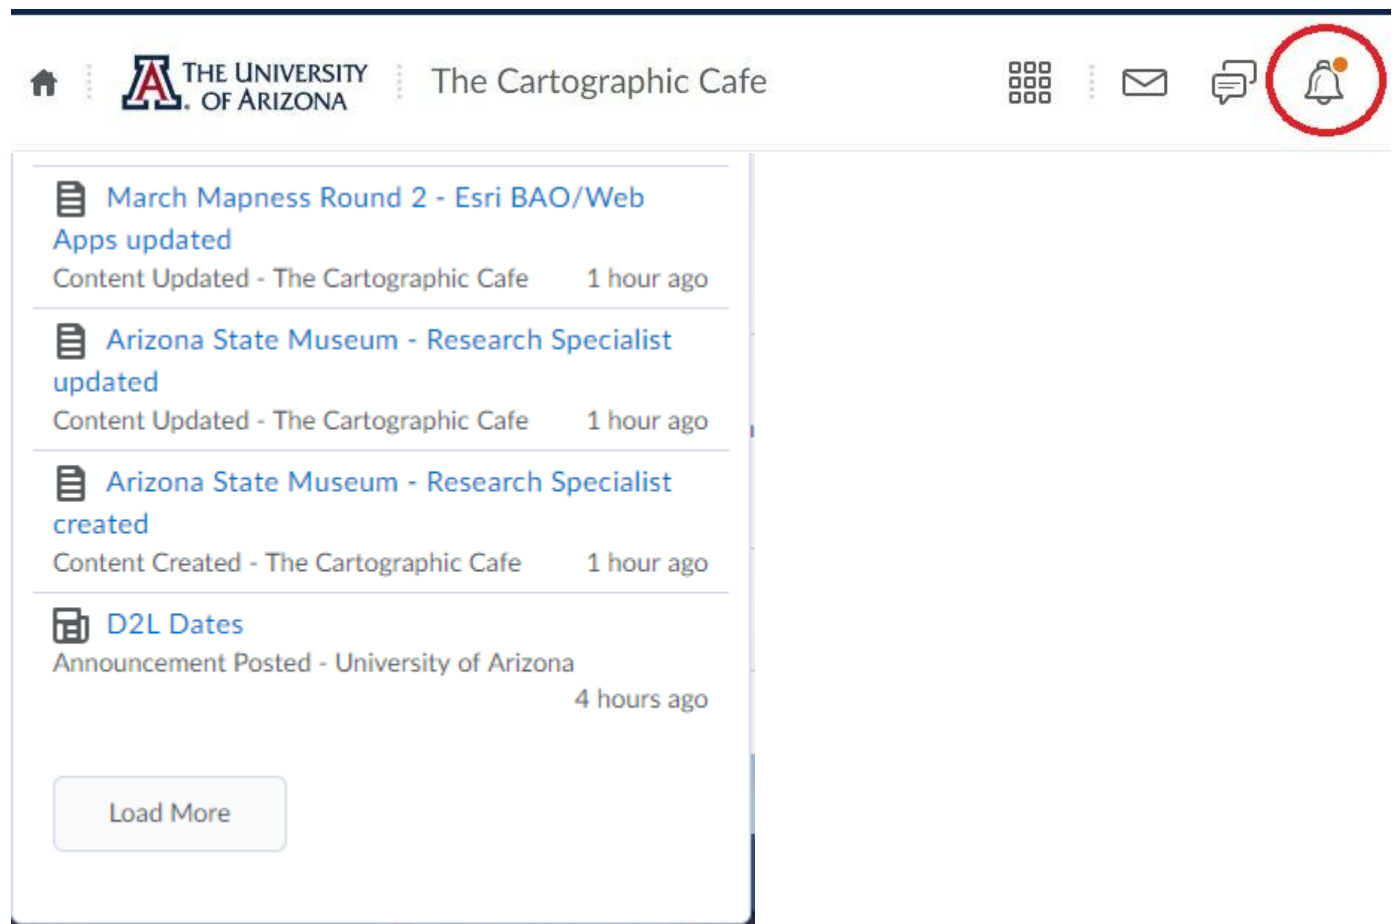 THE UNIVERSITY
OF ARIZONA
The Cartographic Cafe
March Mapness Round 2 - Esri BAO/Web
Apps updated
Content Updated - The Cartographic Cafe 1 hour ago
Arizona State Museum - Research Specialist
updated
Content Updated - The Cartographic Cafe 1 hour ago
Arizona State Museum - Research Specialist
created
Content Created - The Cartographic Cafe 1 hour ago
D2L Dates
Announcement Posted - University of Arizona
4 hours ago
Load More